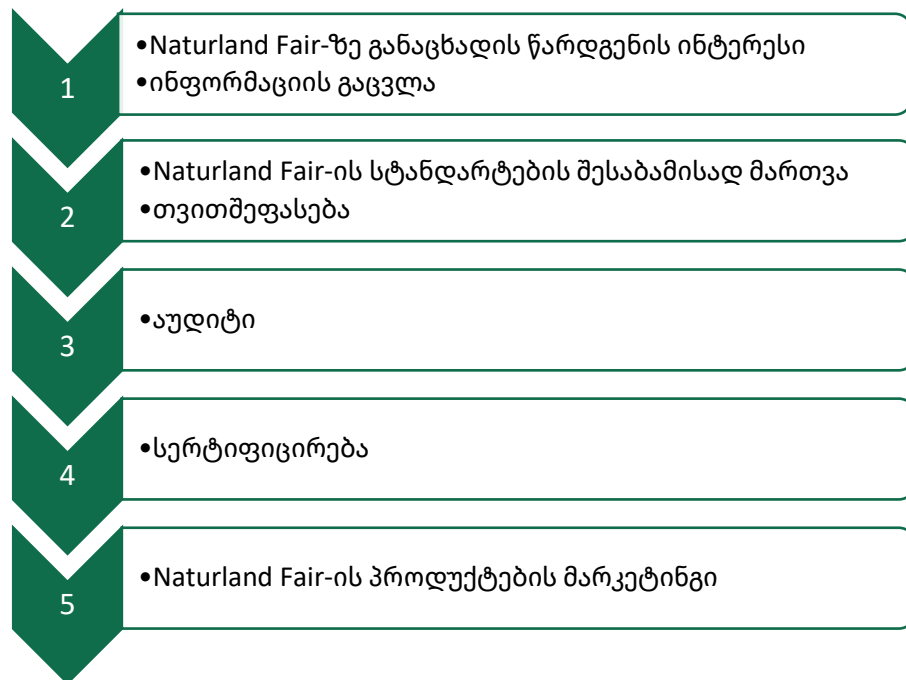 1
•Naturland Fair-ზე განაცხადის წარდგენის ინტერესი
•ინფორმაციის გაცვლა
2
•Naturland Fair-ის სტანდარტების შესაბამისად მართვა
•თვითშეფასება
3
•აუდიტი
4
•სერტიფიცირება
5
•Naturland Fair-ის პროდუქტების მარკეტინგი